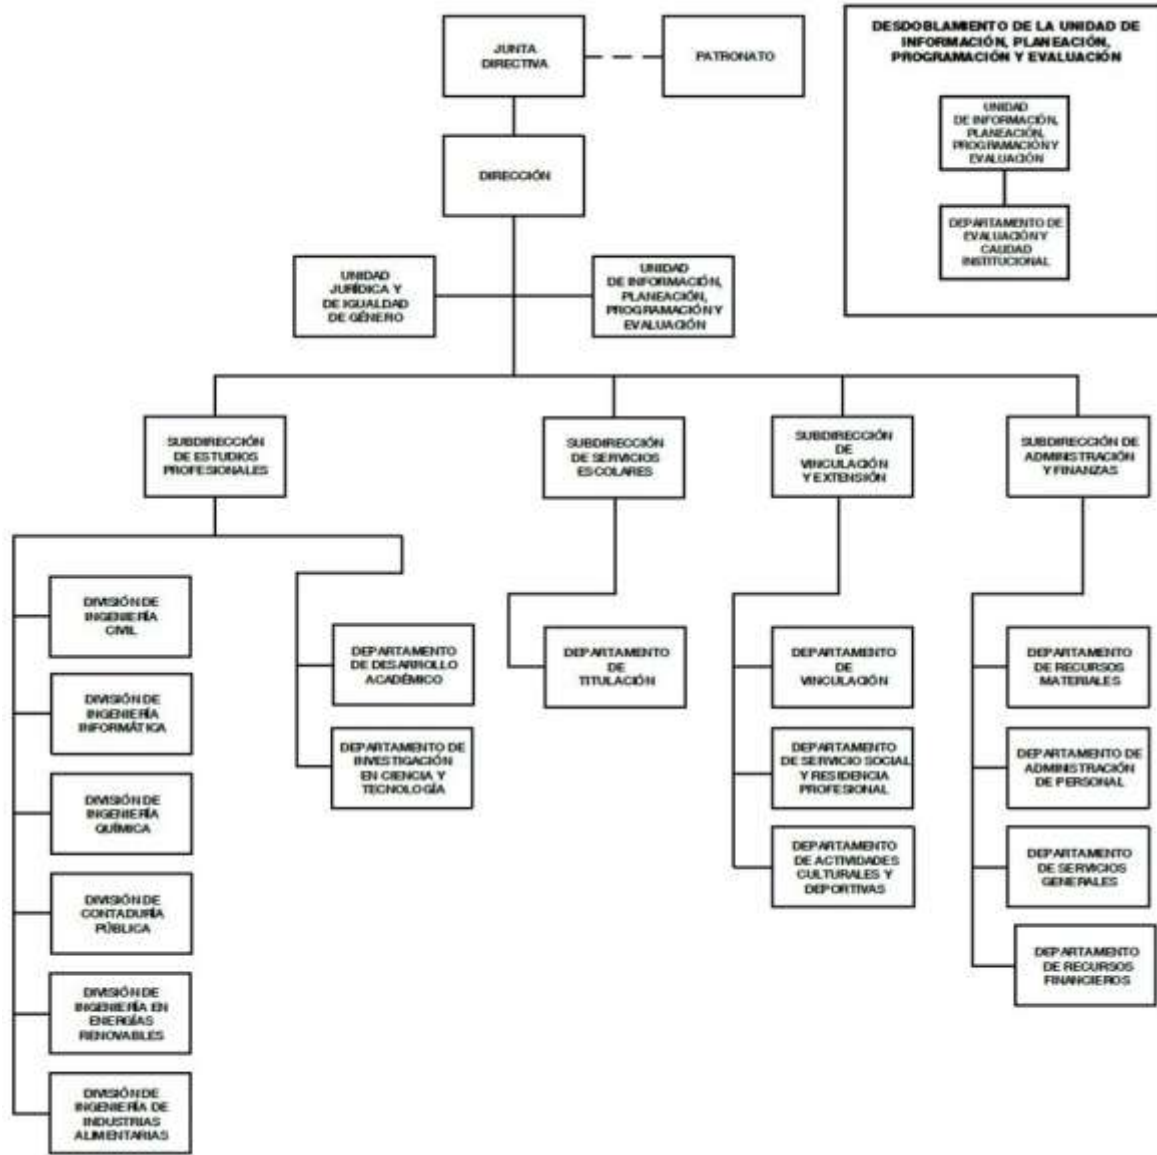 JUNTA
DIRECTIVA
PATRONATO
DIRECCIÓN
UNIDAD
JURÍDICA Y
DE IGUALDAD
DE GÉNERO
UNIDAD
DE INFORMACIÓN,
PLANEACIÓN,
PROGRAMACIÓN Y
EVALUACIÓN
DESDOBLAMIENTO DE LA UNIDAD DE
INFORMACIÓN, PLANEACIÓN,
PROGRAMACIÓN Y EVALUACIÓN
UNIDAD
DE INFORMACIÓN,
PLANEACIÓN,
PROGRAMACIÓN Y
EVALUACIÓN
DEPARTAMENTO DE
EVALUACIÓN Y
CALIDAD
INSTITUCIONAL
SUBDIRECCIÓN
DE ESTUDIOS
PROFESIONALES
SUBDIRECCIÓN
DE SERVICIOS
ESCOLARES
SUBDIRECCIÓN
DE
VINCULACIÓN
Y EXTENSIÓN
SUBDIRECCIÓN DE
ADMINISTRACIÓN
Y FINANZAS
DIVISIÓN DE
INGENIERÍA
CIVIL
DIVISIÓN DE
INGENIERÍA
INFORMÁTICA
DIVISIÓN DE
INGENIERÍA
QUÍMICA
DIVISIÓN DE
CONTADURÍA
PÚBLICA
DIVISIÓN DE
INGENIERÍA EN
ENERGÍAS
RENOVABLES
DIVISIÓN DE
INGENIERÍA DE
INDUSTRIAS
ALIMENTARIAS
DEPARTAMENTO
DE DESARROLLO
ACADÉMICO
DEPARTAMENTO DE
INVESTIGACIÓN
EN CIENCIA Y
TECNOLOGÍA
DEPARTAMENTO
DE
TITULACIÓN
DEPARTAMENTO
DE
VINCULACIÓN
DEPARTAMENTO
DE SERVICIO SOCIAL
Y RESIDENCIA
PROFESIONAL
DEPARTAMENTO
DE ACTIVIDADES
CULTURALES Y
DEPORTIVAS
DEPARTAMENTO
DE RECURSOS
MATERIALES
DEPARTAMENTO DE
ADMINISTRACIÓN
DE PERSONAL
DEPARTAMENTO
DE SERVICIOS
GENERALES
DEPARTAMENTO
DE RECURSOS
FINANCIEROS